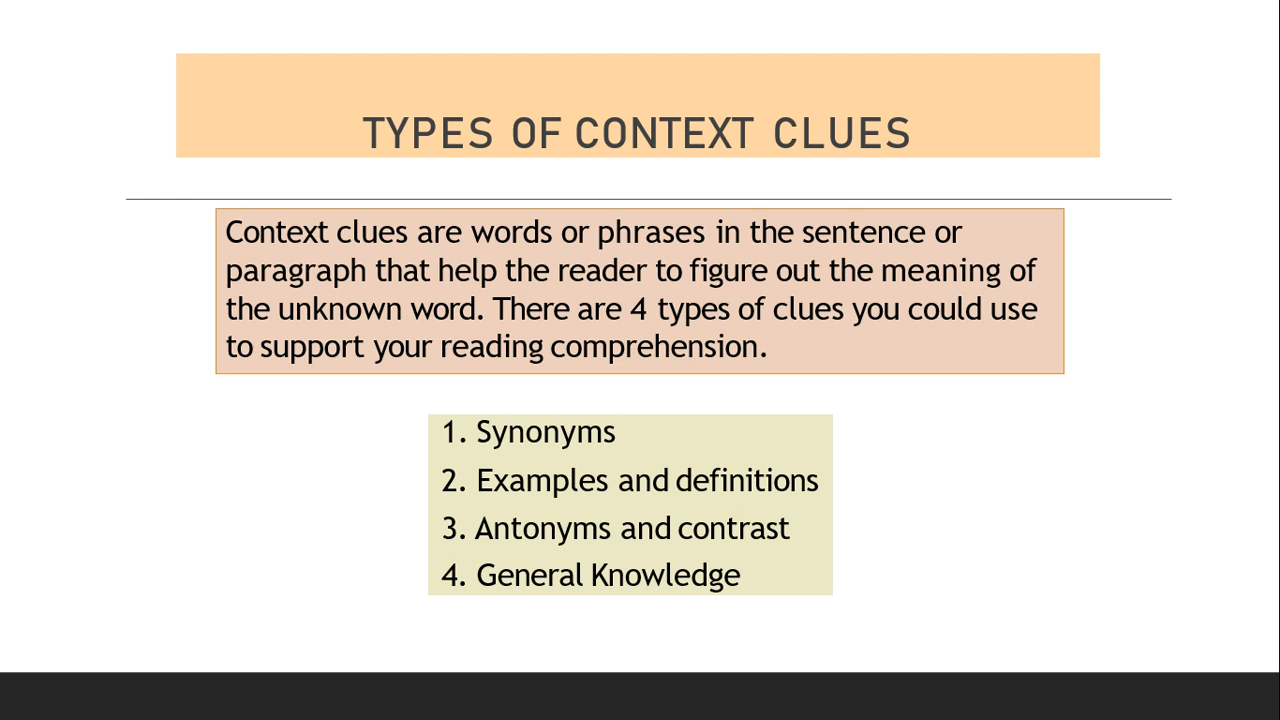 TYPES OF CONTEXT CLUES
Context clues are words or phrases in the sentence or
paragraph that help the reader to figure out the meaning of
the unknown word. There are 4 types of clues you could use
to support your reading comprehension.
1. Synonyms
2. Examples and definitions
3. Antonyms and contrast
4. General Knowledge